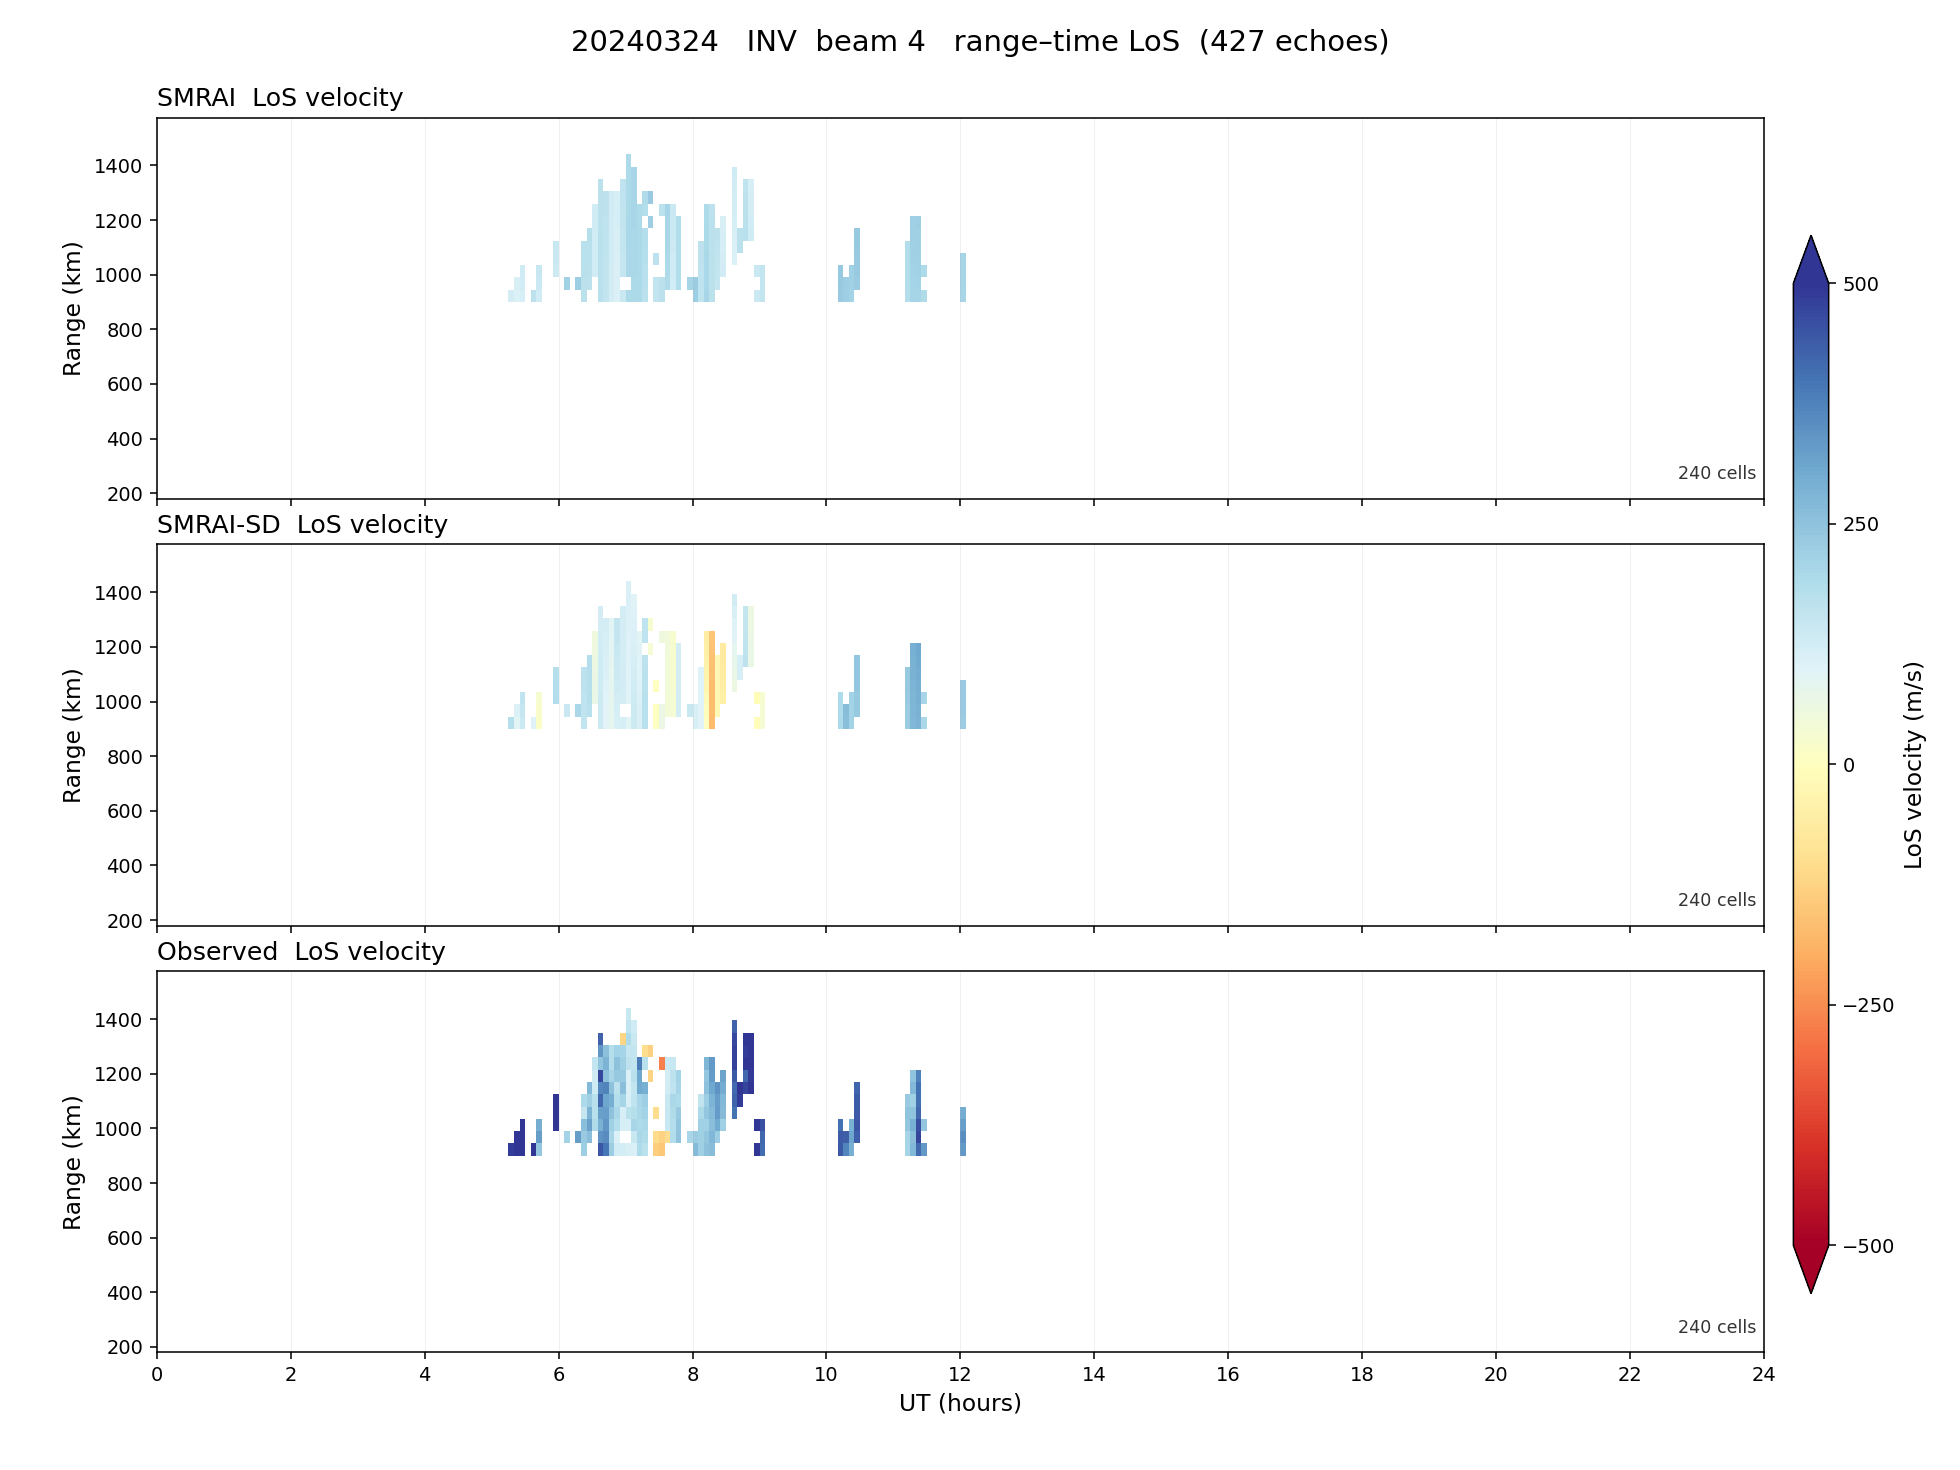 20240324 INV beam 4 range–time LoS (427 echoes)
SMRAI LoS velocity
1400
1200
1000
800
600
400
200
Range (km)
240 cells
SMRAI-SD LoS velocity
1400
1200
1000
800
600
400
200
Range (km)
240 cells
Observed LoS velocity
1400
1200
1000
800
600
400
200
Range (km)
240 cells
0 2 4 6 8 10 12 14 16 18 20 22 24
UT (hours)
500
250
0
−250
−500
LoS velocity (m/s)